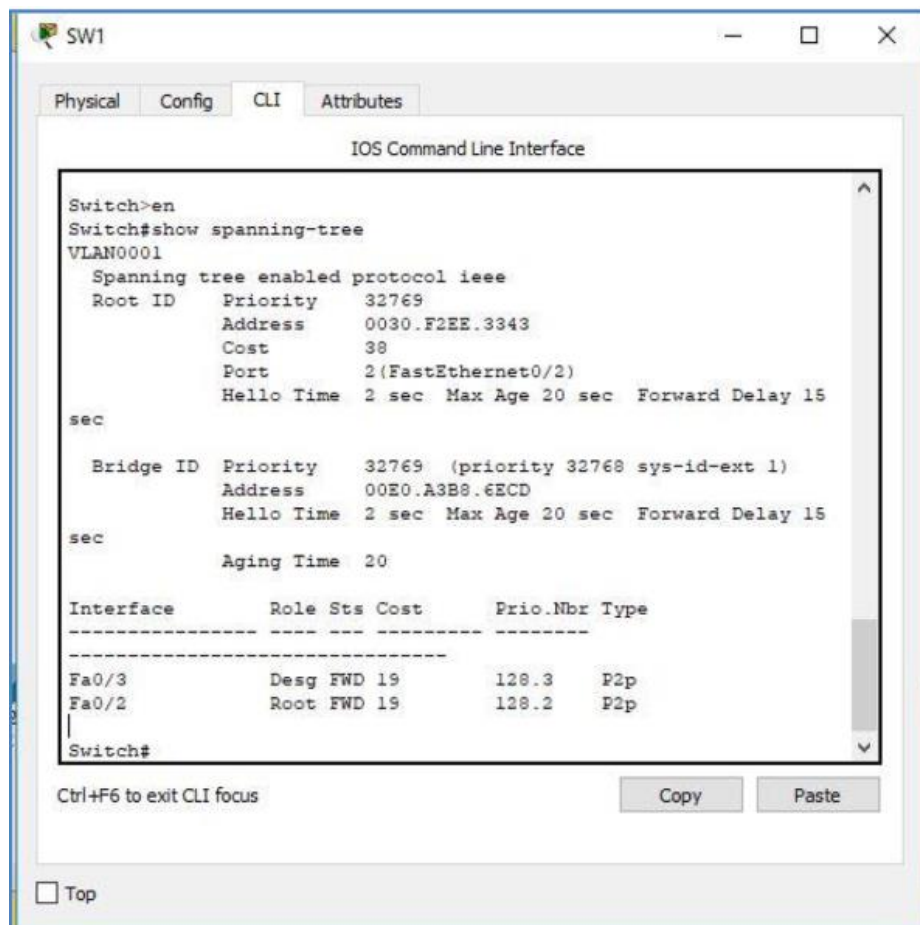 SW1
Physical Config CLI Attributes
IOS Command Line Interface
Switch>en
Switch#show spanning-tree
VLAN0001
Spanning tree enabled protocol ieee
Root ID Priority 32769
Address 0030.F2EE.3343
Cost 38
Port 2(FastEthernet0/2)
Hello Time 2 sec Max Age 20 sec Forward Delay 15
sec
Bridge ID Priority 32769 (priority 32768 sys-id-ext 1)
Address 00E0.A3B8.6ECD
Hello Time 2 sec Max Age 20 sec Forward Delay 15
sec
Aging Time 20
Interface Role Sts Cost Prio.Nbr Type
---------------- ---- --- --------- --------
--------------------------------
Fa0/3 Desg FWD 19 128.3 P2p
Fa0/2 Root FWD 19 128.2 P2p
Switch#
Ctrl+F6 to exit CLI focus
Copy Paste
Top